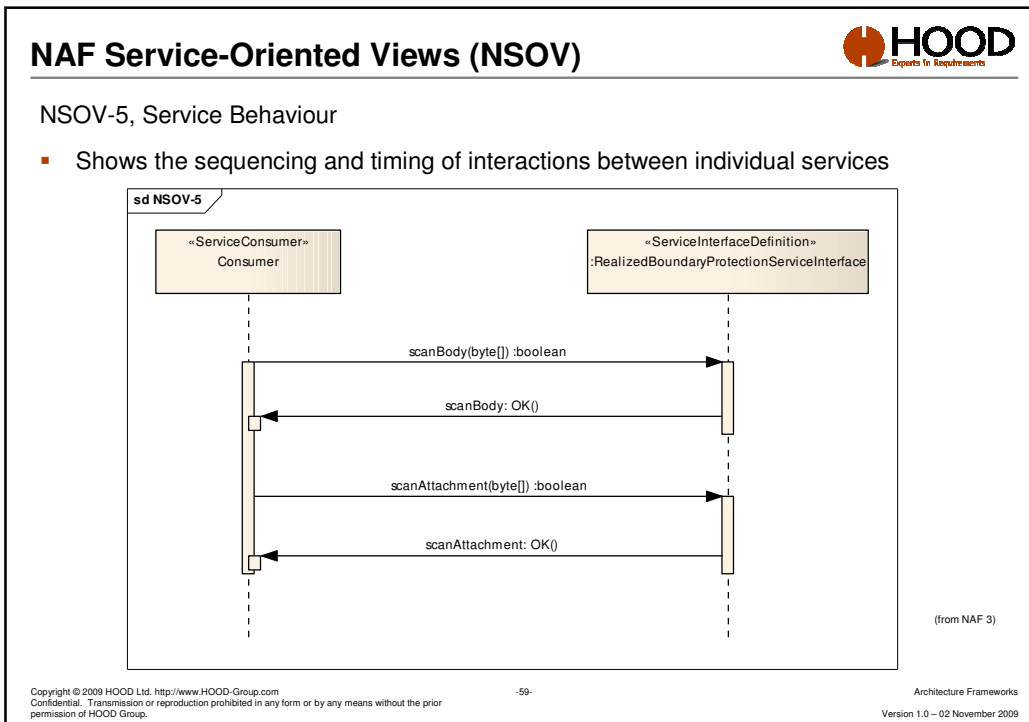 NAF Service-Oriented Views (NSOV)
HOOD
Experts in Requirements
NSOV-5, Service Behaviour
▪ Shows the sequencing and timing of interactions between individual services
sd NSOV-5
«ServiceConsumer»
Consumer
«ServiceInterfaceDefinition»
:RealizedBoundaryProtectionServiceInterface
scanBody(byte[]) :boolean
scanBody: OK()
scanAttachment(byte[]) :boolean
scanAttachment: OK()
(from NAF 3)
Copyright © 2009 HOOD Ltd. http://www.HOOD-Group.com
Confidential. Transmission or reproduction prohibited in any form or by any means without the prior
permission of HOOD Group.
-59-
Architecture Frameworks
Version 1.0 – 02 November 2009